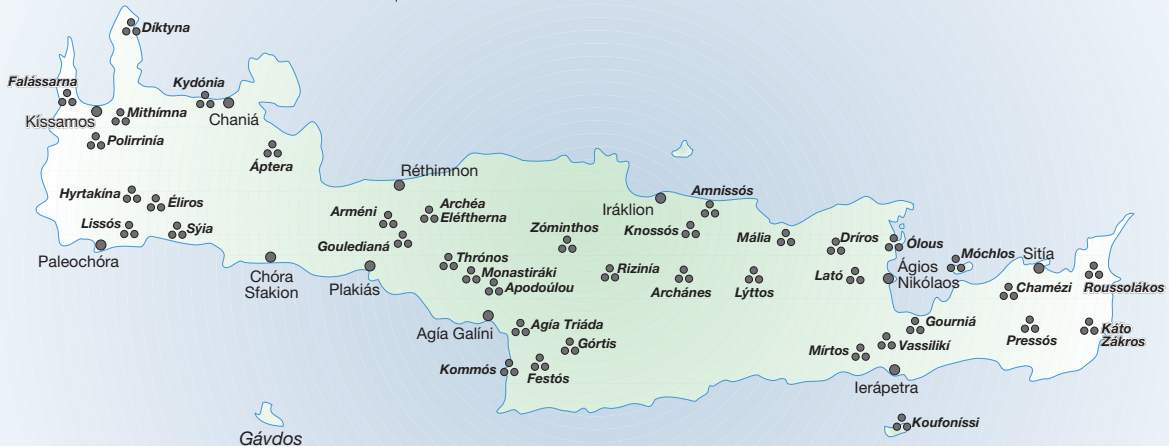 Díktyna
Falássarna
Kydónia
Kíssamos
Mithímna
Chaniá
Polirrinía
Áptera
Réthimnon
Hyrtakína
Éliros
Arméni
Archéa
Eléftherna
Iráklion
Amnissós
Lissós
Sýia
Gouledianá
Zóminthos
Knossós
Mália
Dríros
Ólous
Paleochóra
Chóra
Sfakion
Plakiás
Thrónos
Monastiráki
Apodoúlou
Rizinía
Archánes
Lýttos
Lató
Ágios
Nikólaos
Móchlos
Sitía
Chamézi
Roussolákos
Agía Galíni
Agía Triáda
Górtis
Kommós
Festós
Mírtos
Vassilikí
Gourniá
Pressós
Káto
Zákros
Ierápetra
Koufoníssi
Gávdos